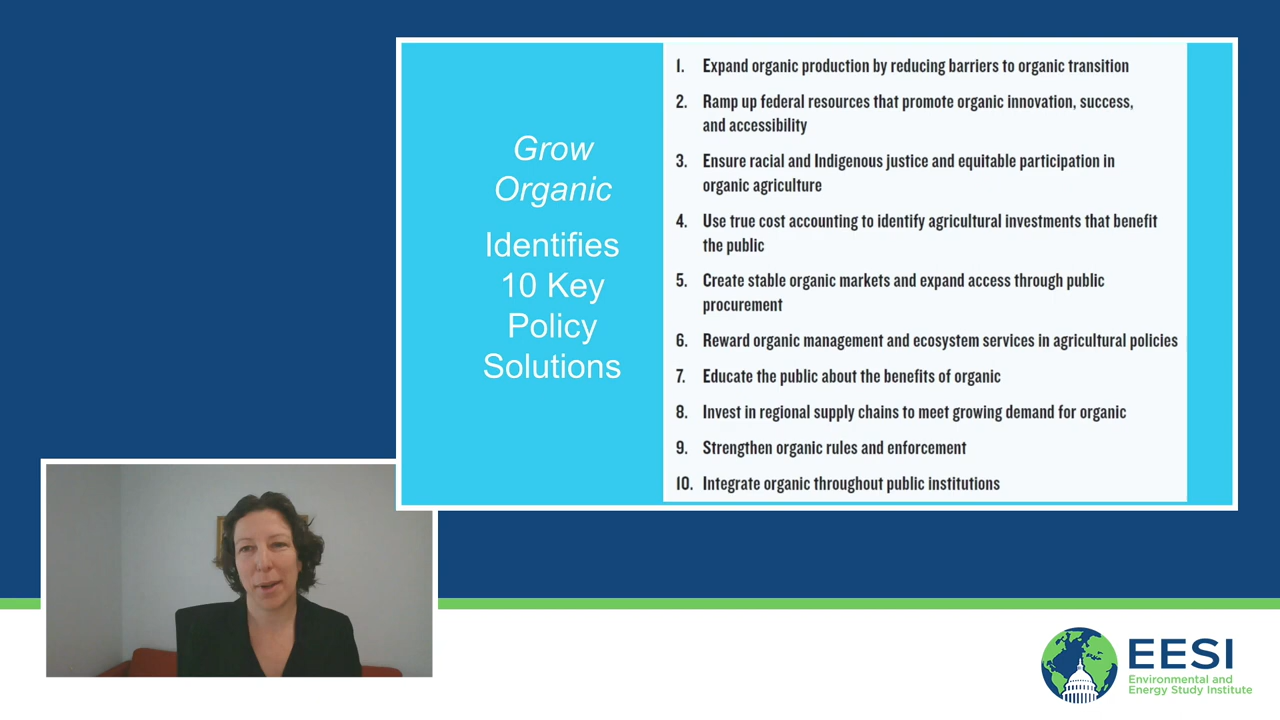 Grow
Organic
Identifies
10 Key
Policy
Solutions
1. Expand organic production by reducing barriers to organic transition
2. Ramp up federal resources that promote organic innovation, success,
and accessibility
3. Ensure racial and Indigenous justice and equitable participation in
organic agriculture
4. Use true cost accounting to identify agricultural investments that benefit
the public
5. Create stable organic markets and expand access through public
procurement
6. Reward organic management and ecosystem services in agricultural policies
7. Educate the public about the benefits of organic
8. Invest in regional supply chains to meet growing demand for organic
9. Strengthen organic rules and enforcement
10. Integrate organic throughout public institutions
EESI
Environmental and
Energy Study Institute